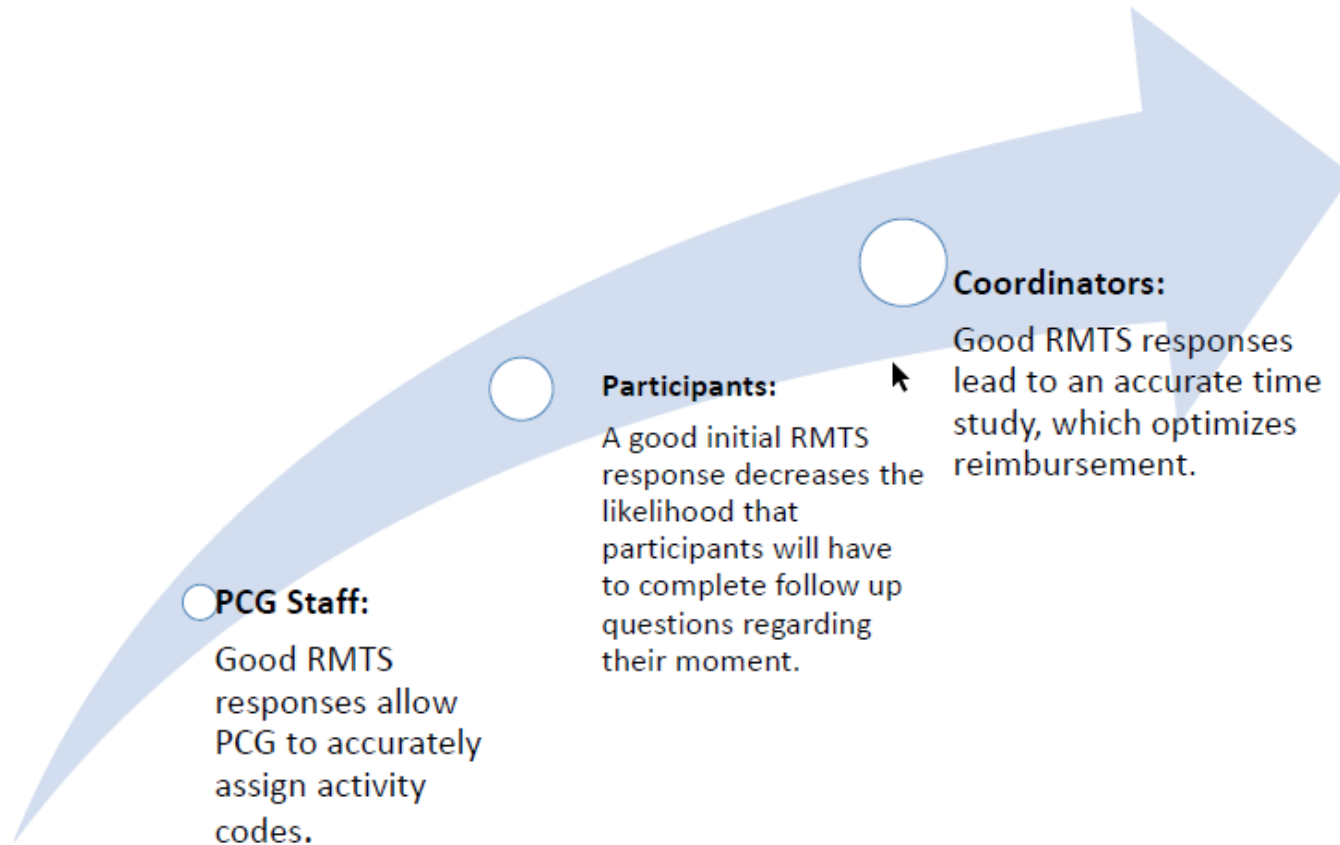 PCG Staff:
Good RMTS
responses allow
PCG to accurately
assign activity
codes.
Participants:
A good initial RMTS
response decreases the
likelihood that
participants will have
to complete follow up
questions regarding
their moment.
Coordinators:
Good RMTS responses
lead to an accurate time
study, which optimizes
reimbursement.